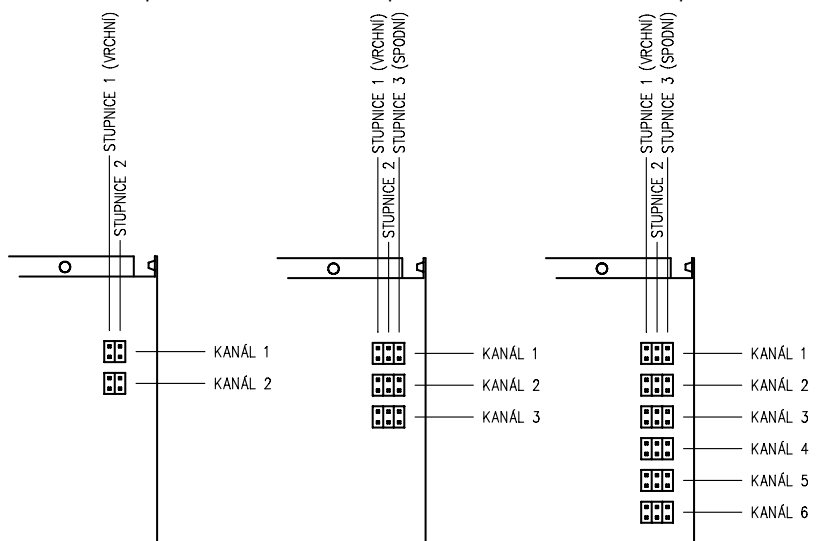 STUPNICE 1 (VRCHNÍ)
STUPNICE 2
KANÁL 1
KANÁL 2
STUPNICE 1 (VRCHNÍ)
STUPNICE 2
STUPNICE 3 (SPODNÍ)
KANÁL 1
KANÁL 2
KANÁL 3
STUPNICE 1 (VRCHNÍ)
STUPNICE 2
STUPNICE 3 (SPODNÍ)
KANÁL 1
KANÁL 2
KANÁL 3
KANÁL 4
KANÁL 5
KANÁL 6